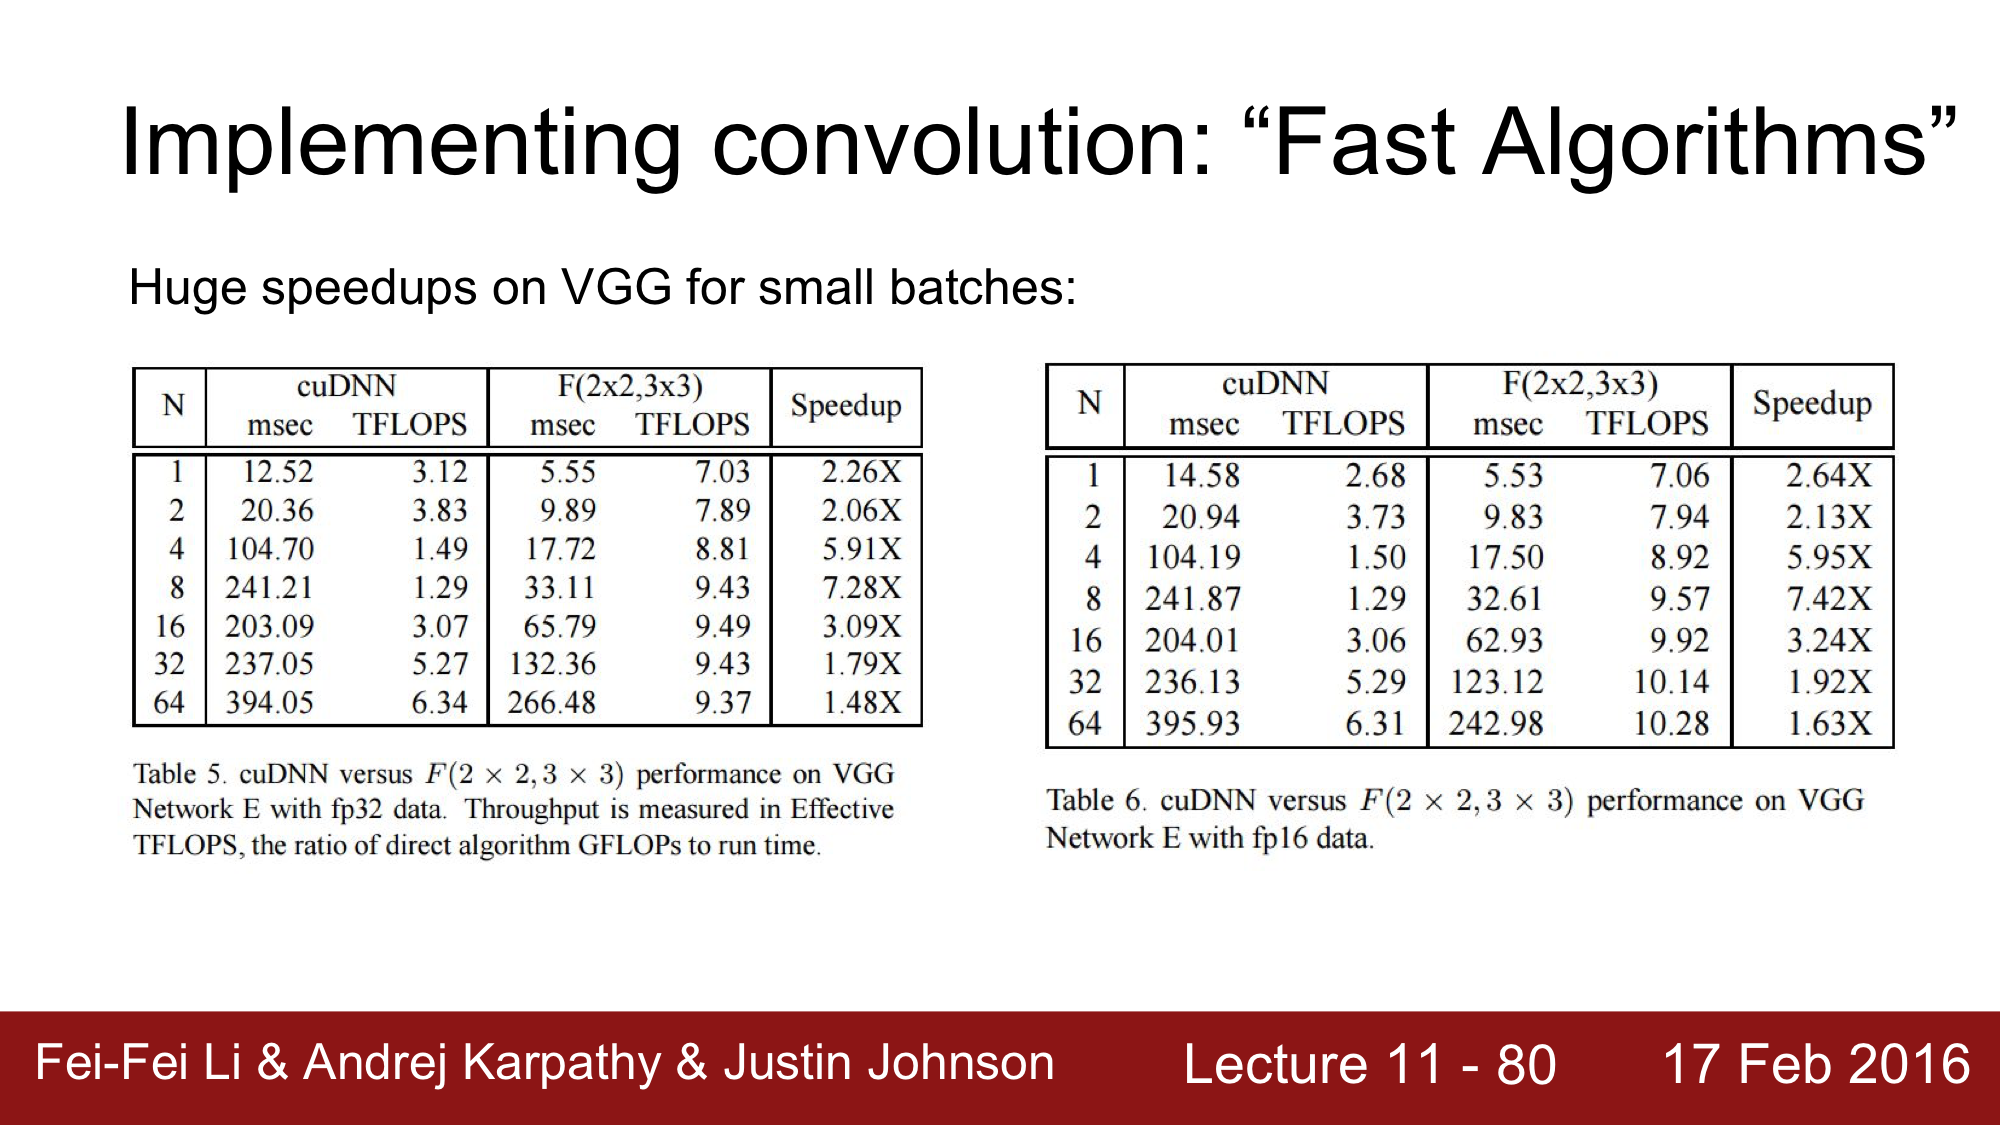 Implementing convolution: “Fast Algorithms”
Huge speedups on VGG for small batches:
N cuDNN F(2x2,3x3) Speedup
msec TFLOPS msec TFLOPS
1 12.52 3.12 5.55 7.03 2.26X
2 20.36 3.83 9.89 7.89 2.06X
4 104.70 1.49 17.72 8.81 5.91X
8 241.21 1.29 33.11 9.43 7.28X
16 203.09 3.07 65.79 9.49 3.09X
32 237.05 5.27 132.36 9.43 1.79X
64 394.05 6.34 266.48 9.37 1.48X
Table 5. cuDNN versus F(2 × 2, 3 × 3) performance on VGG
Network E with fp32 data. Throughput is measured in Effective
TFLOPS, the ratio of direct algorithm GFLOPs to run time.
N cuDNN F(2x2,3x3) Speedup
msec TFLOPS msec TFLOPS
1 14.58 2.68 5.53 7.06 2.64X
2 20.94 3.73 9.83 7.94 2.13X
4 104.19 1.50 17.50 8.92 5.95X
8 241.87 1.29 32.61 9.57 7.42X
16 204.01 3.06 62.93 9.92 3.24X
32 236.13 5.29 123.12 10.14 1.92X
64 395.93 6.31 242.98 10.28 1.63X
Table 6. cuDNN versus F(2 × 2, 3 × 3) performance on VGG
Network E with fp16 data.
Fei-Fei Li & Andrej Karpathy & Justin Johnson Lecture 11 - 80 17 Feb 2016